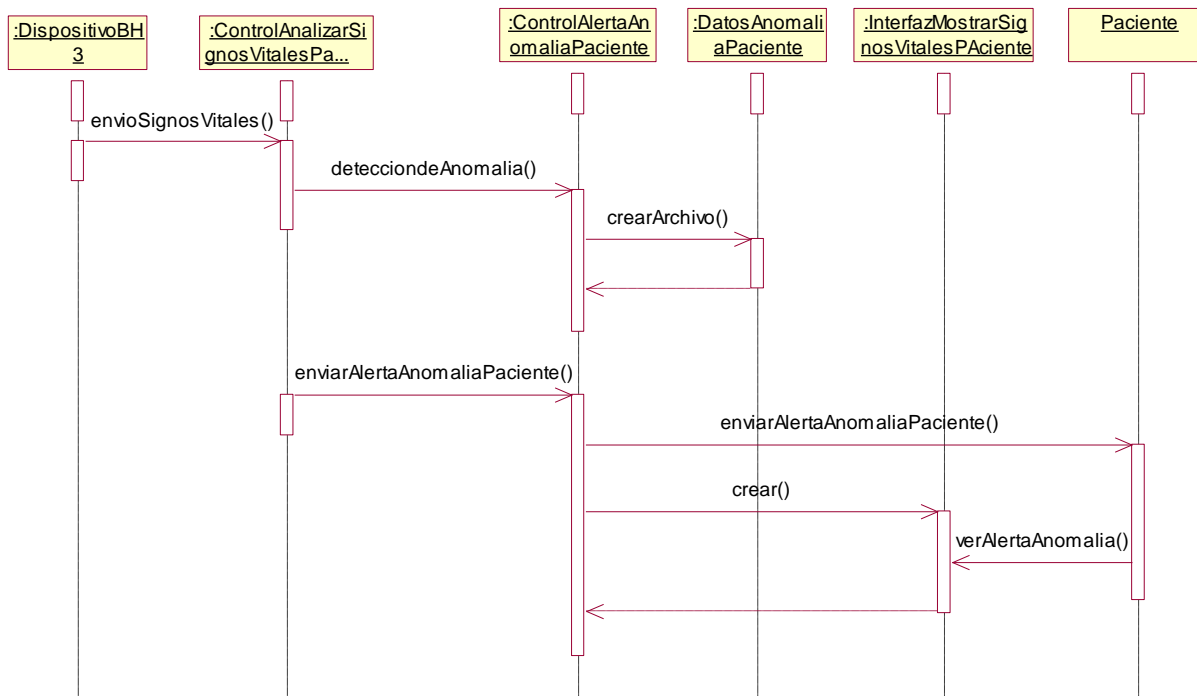 :DispositivoBH
3
:ControlAnalizarSi
gnosVitalesPa...
:ControlAlertaAn
omaliaPaciente
:DatosAnomali
aPaciente
:InterfazMostrarSig
nosVitalesPAciente
Paciente
envioSignosVitales()
detecciondeAnomalia()
crearArchivo()
enviarAlertaAnomaliaPaciente()
enviarAlertaAnomaliaPaciente()
crear()
verAlertaAnomalia()